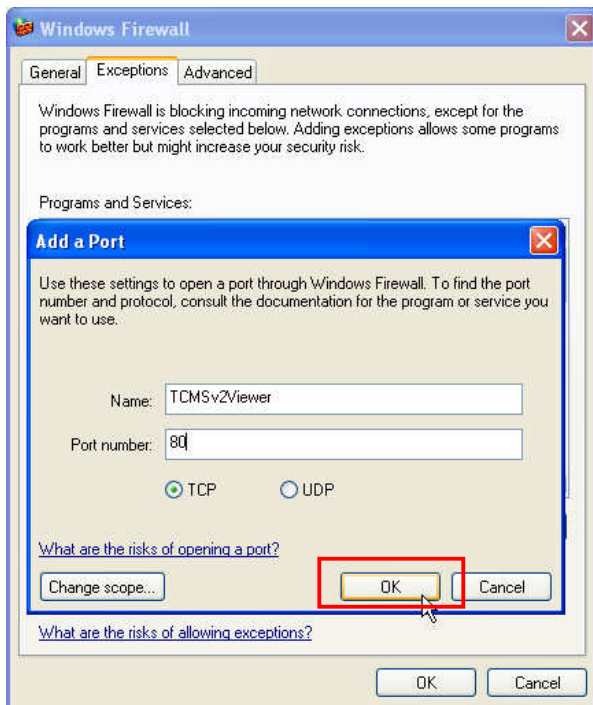 Windows Firewall
General Exceptions Advanced
Windows Firewall is blocking incoming network connections, except for the
programs and services selected below. Adding exceptions allows some programs
to work better but might increase your security risk.
Programs and Services:
Add a Port
Use these settings to open a port through Windows Firewall. To find the port
number and protocol, consult the documentation for the program or service you
want to use.
Name: TCMSv2Viewer
Port number: 80
TCP UDP
What are the risks of opening a port?
Change scope... OK Cancel
What are the risks of allowing exceptions?
OK Cancel